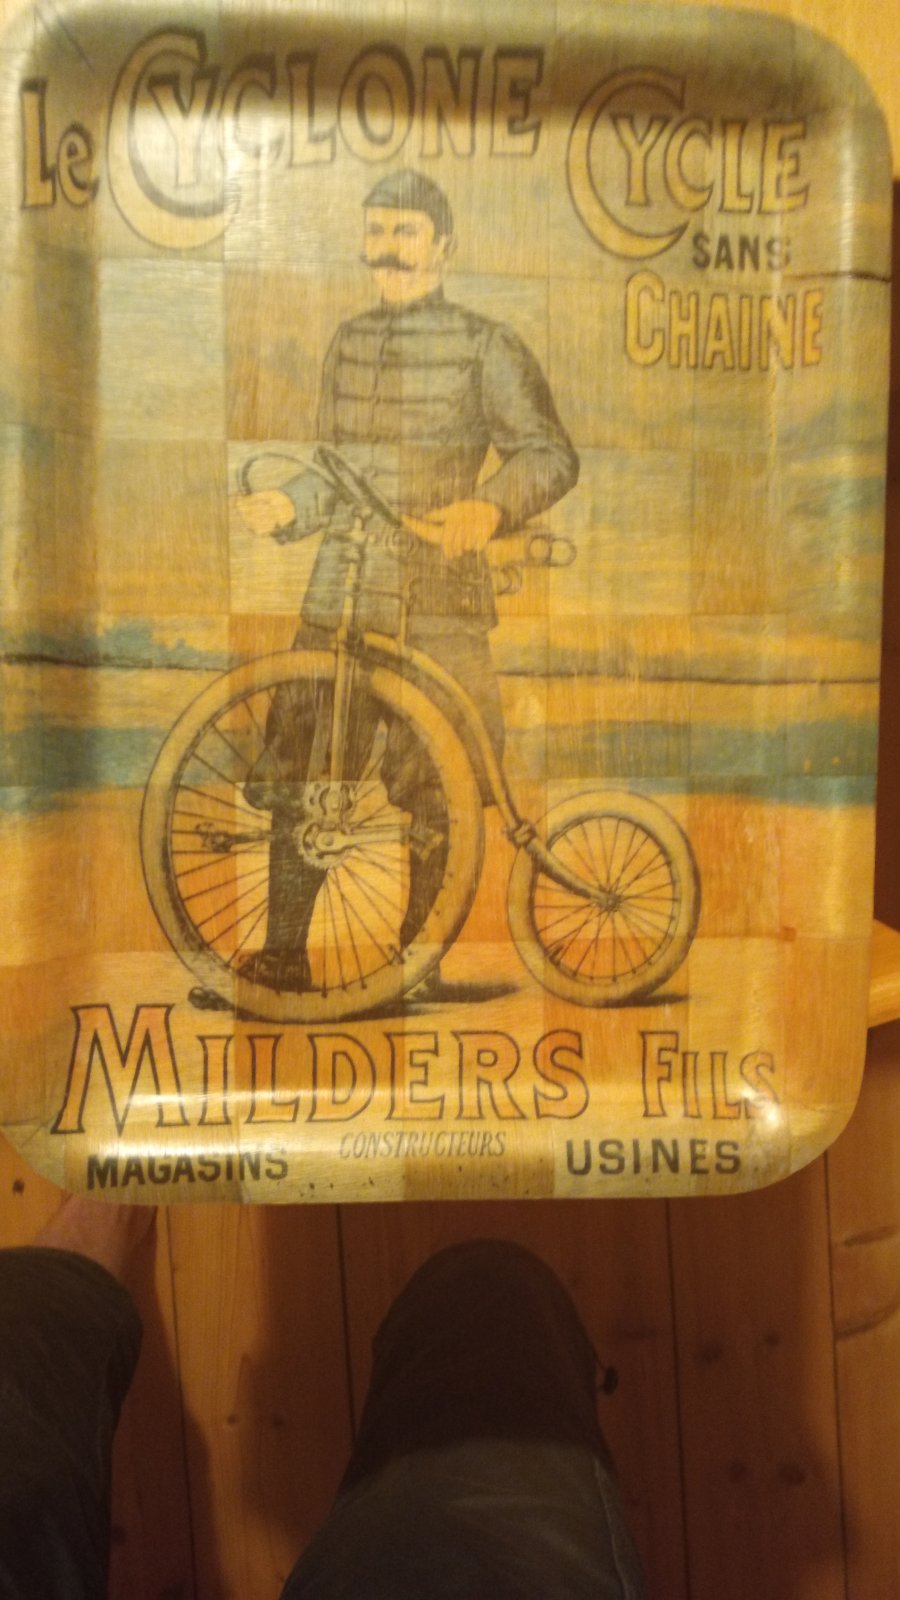 Le CYCLONE CYCLE
SANS
CHAINE
MILDERS FILS
CONSTRUCTEURS
MAGASINS USINES